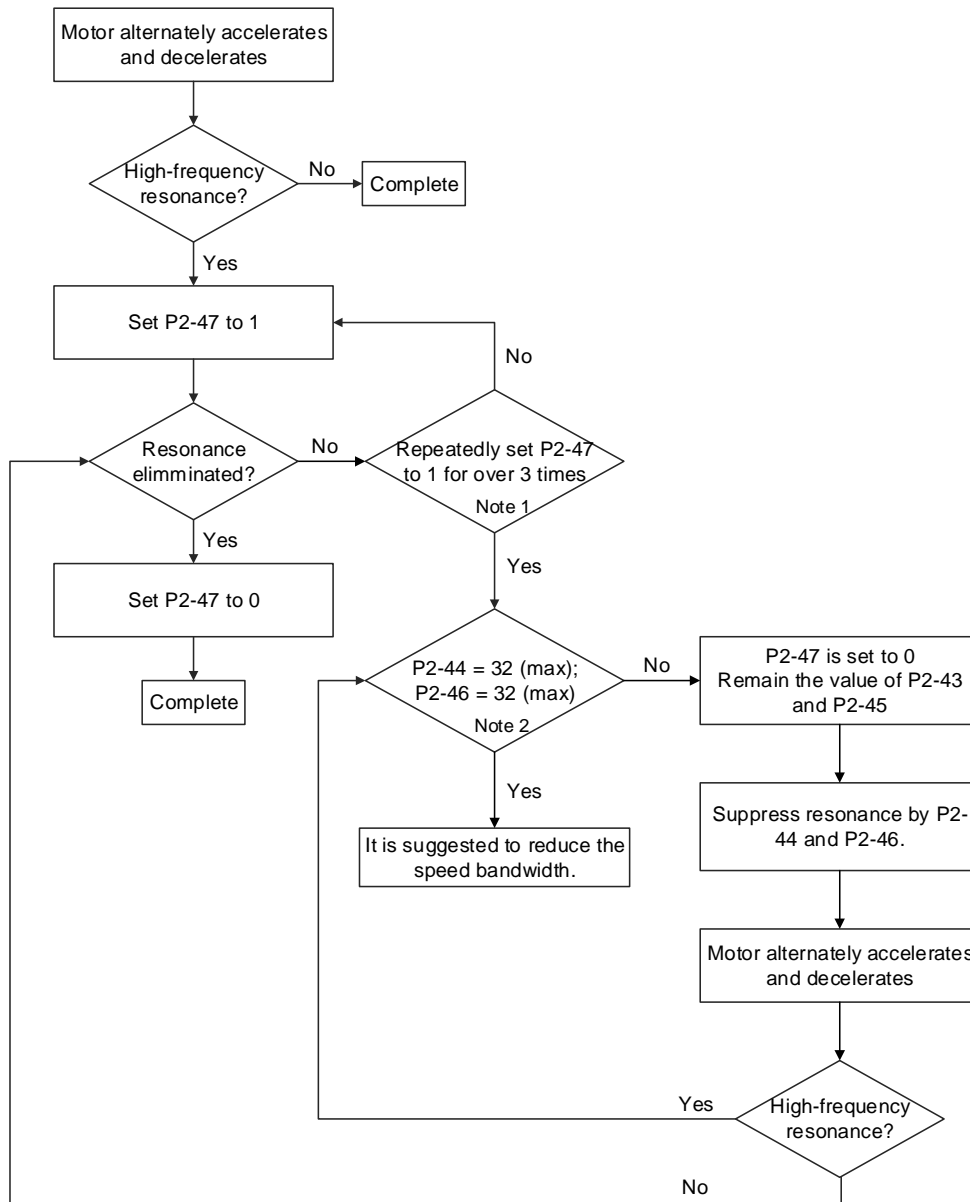 Motor alternately accelerates
and decelerates
High-frequency
resonance?
No
Complete
Yes
Set P2-47 to 1
No
Resonance
elimminated?
No
Repeatedly set P2-47
to 1 for over 3 times
Note 1
Yes
Yes
Set P2-47 to 0
Complete
P2-44 = 32 (max);
P2-46 = 32 (max)
Note 2
No
P2-47 is set to 0
Remain the value of P2-43
and P2-45
Yes
It is suggested to reduce the
speed bandwidth.
Suppress resonance by P2-
44 and P2-46.
Motor alternately accelerates
and decelerates
Yes
High-frequency
resonance?
No